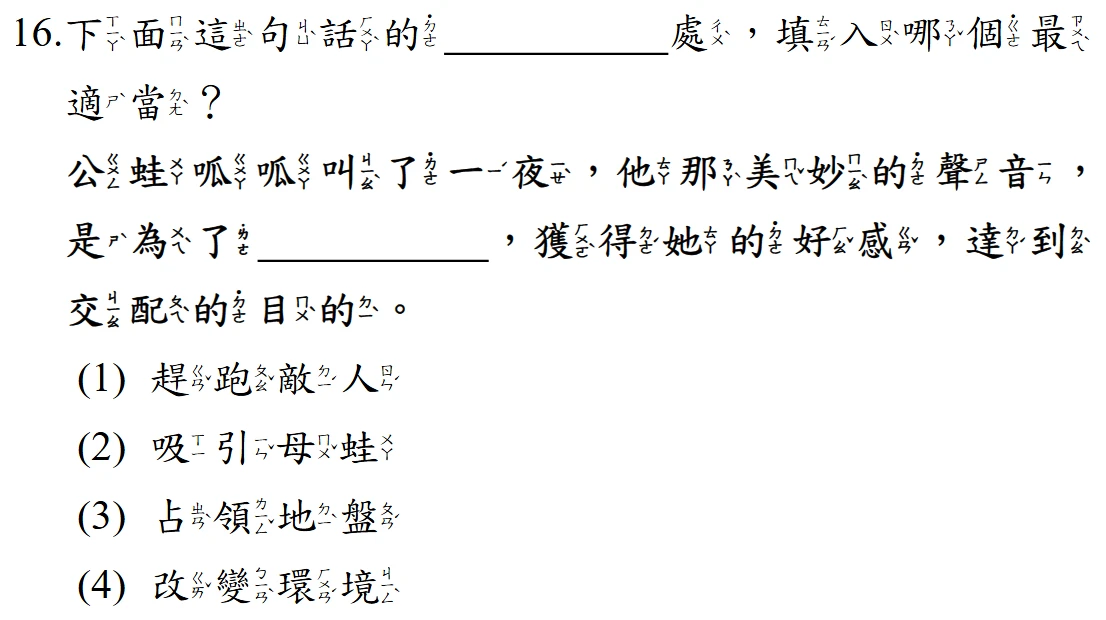 16.下面這句話的＿＿＿＿＿＿＿處，填入哪個最
適當？
公蛙呱呱叫了一夜，他那美妙的聲音，
是為了＿＿＿＿＿＿＿，獲得她的好感，達到
交配的目的。
(1) 趕跑敵人
(2) 吸引母蛙
(3) 占領地盤
(4) 改變環境